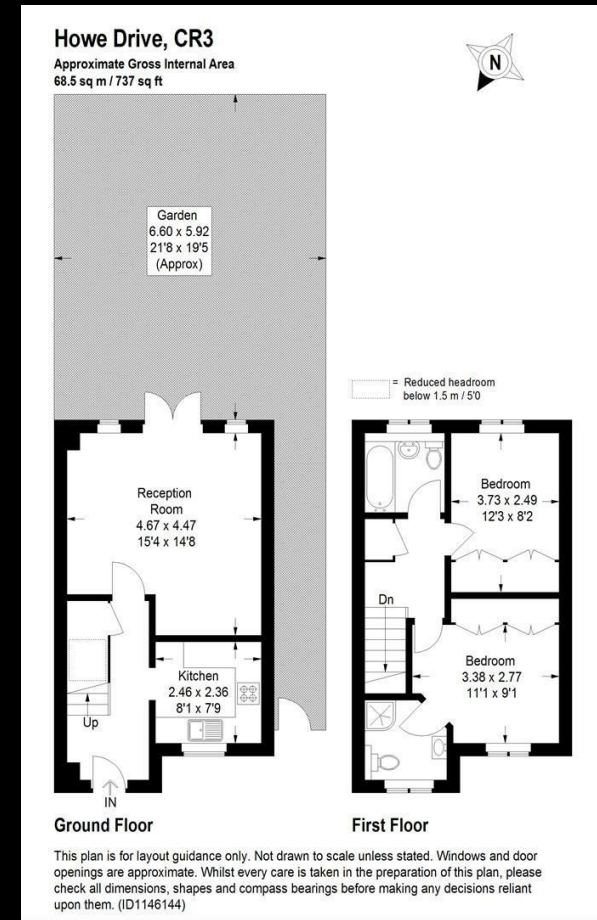 Howe Drive, CR3
Approximate Gross Internal Area
68.5 sq m / 737 sq ft
N
Garden
6.60 x 5.92
21'8 x 19'5
(Approx)
= Reduced headroom
below 1.5 m / 5'0
Reception
Room
4.67 x 4.47
15'4 x 14'8
Kitchen
2.46 x 2.36
8'1 x 7'9
Up
IN
Ground Floor
Bedroom
3.73 x 2.49
12'3 x 8'2
Dn
Bedroom
3.38 x 2.77
11'1 x 9'1
First Floor
This plan is for layout guidance only. Not drawn to scale unless stated. Windows and door
openings are approximate. Whilst every care is taken in the preparation of this plan, please
check all dimensions, shapes and compass bearings before making any decisions reliant
upon them. (ID1146144)